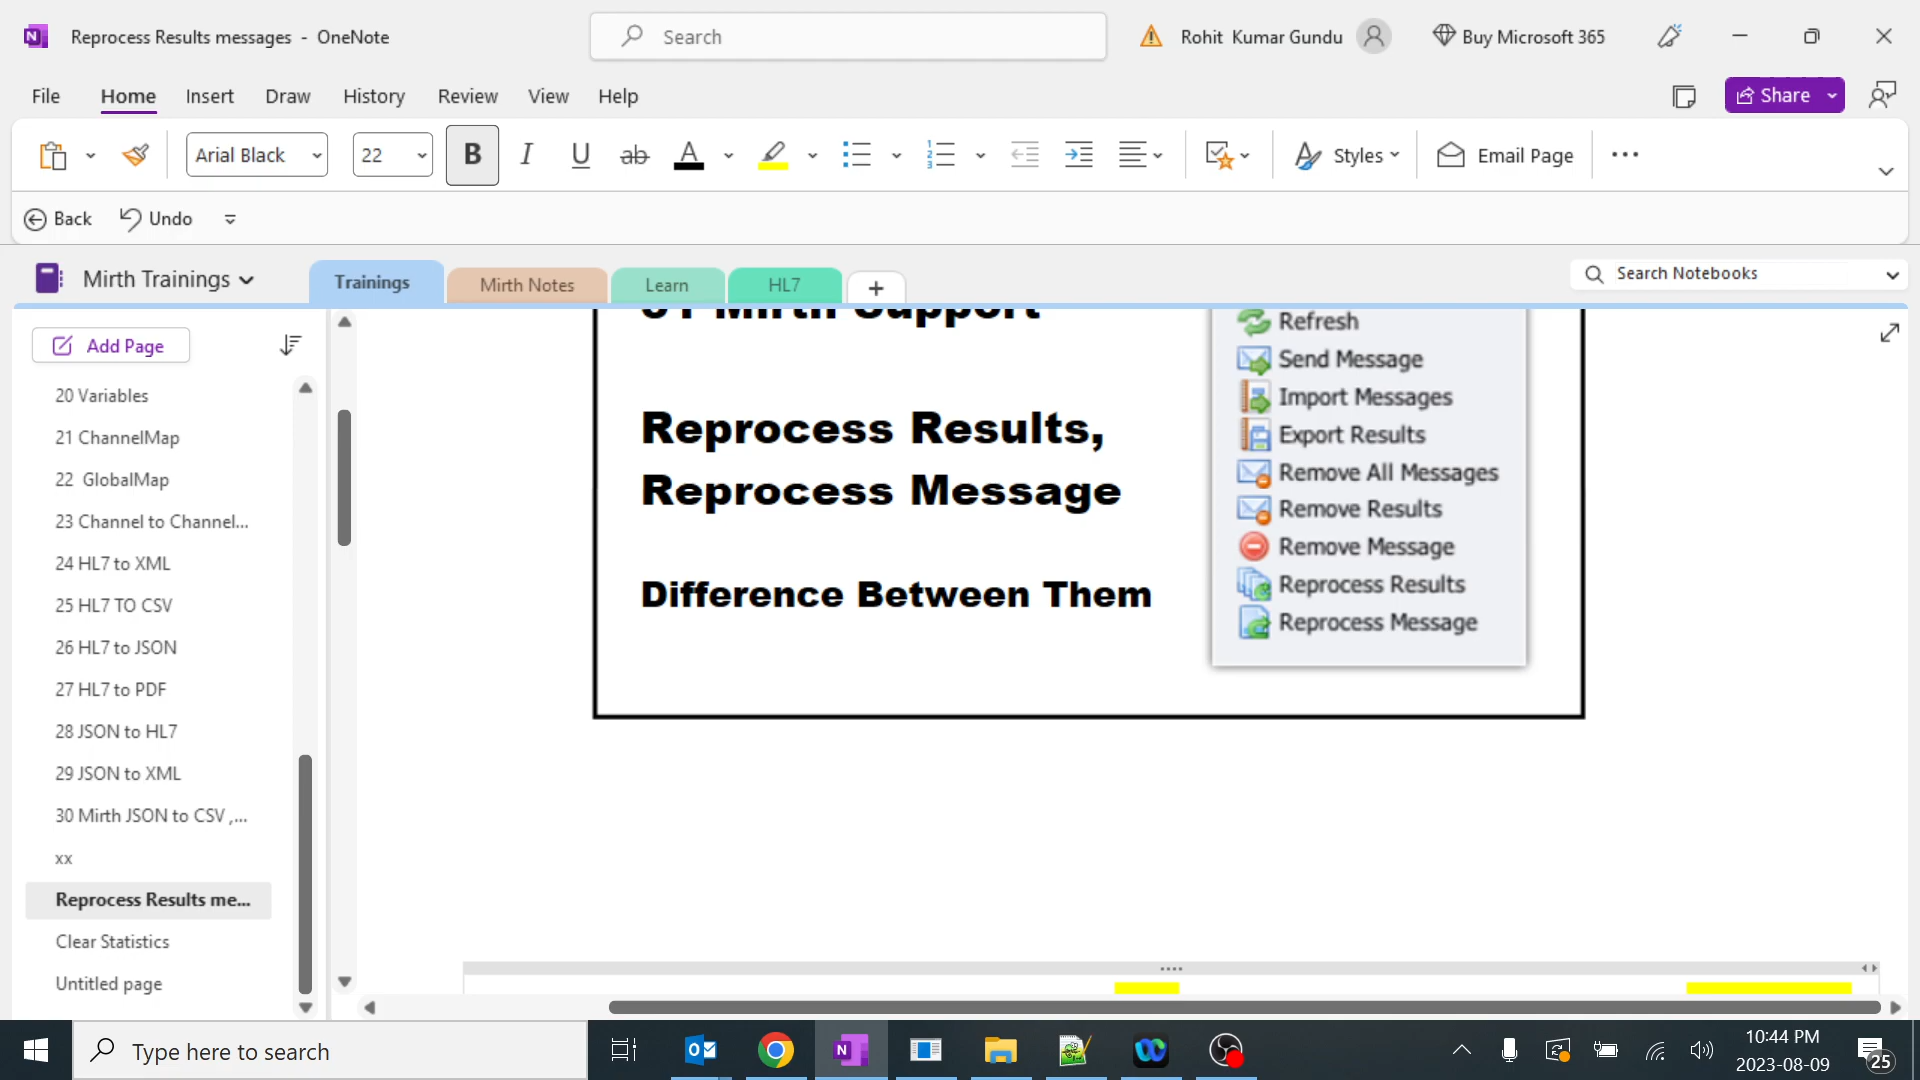 Reprocess Results messages - OneNote
Search
Rohit Kumar Gundu
Buy Microsoft 365
File
Home
Insert
Draw
History
Review
View
Help
Share
Arial Black
22
B
I
U
ab
A
Styles
Email Page
Back
Undo
Mirth Trainings
Trainings
Mirth Notes
Learn
HL7
+
Search Notebooks
Add Page
20 Variables
21 ChannelMap
22 GlobalMap
23 Channel to Channel...
24 HL7 to XML
25 HL7 TO CSV
26 HL7 to JSON
27 HL7 to PDF
28 JSON to HL7
29 JSON to XML
30 Mirth JSON to CSV ,...
xx
Reprocess Results me...
Clear Statistics
Untitled page
Mirth Support
Reprocess Results,
Reprocess Message
Difference Between Them
Refresh
Send Message
Import Messages
Export Results
Remove All Messages
Remove Results
Remove Message
Reprocess Results
Reprocess Message
Type here to search
10:44 PM
2023-08-09
25